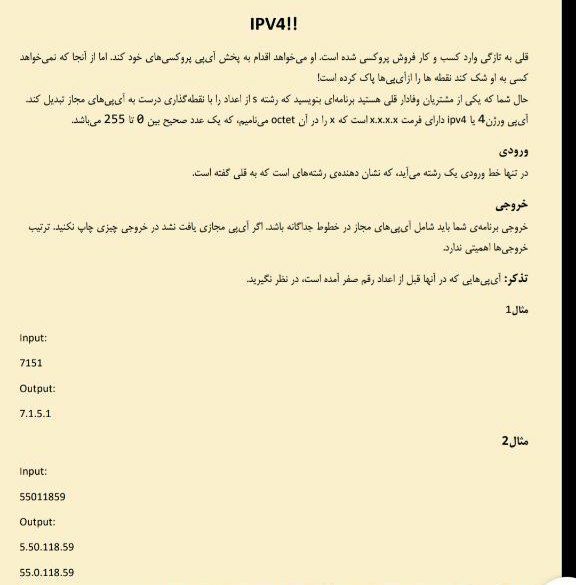 IPV4!!
قلی به تازگی وارد کسب و کار فروش پروکسی شده است. او می‌خواهد اقدام به پخش آی‌پی پروکسی‌های خود کند. اما از آنجا که نمی‌خواهد
کسی به او شک کند نقطه ها را ازآی‌پی‌ها پاک کرده است!
حال شما که یکی از مشتریان وفادار قلی هستید برنامه‌ای بنویسید که رشته s از اعداد را با نقطه‌گذاری درست به آی‌پی‌های مجاز تبدیل کند.
آی‌پی ورژن4 یا ipv4 دارای فرمت x.x.x.x است که x را در آن octet می‌نامیم، که یک عدد صحیح بین 0 تا 255 می‌باشد.
ورودی
در تنها خط ورودی یک رشته می‌آید، که نشان دهنده‌ی رشته‌های است که به قلی گفته است.
خروجی
خروجی برنامه‌ی شما باید شامل آی‌پی‌های مجاز در خطوط جداگانه باشد. اگر آی‌پی مجازی یافت نشد در خروجی چیزی چاپ نکنید. ترتیب
خروجی‌ها اهمیتی ندارد.
تذکر: آی‌پی‌هایی که در آنها قبل از اعداد رقم صفر آمده است، در نظر نگیرید.
مثال1
Input:
7151
Output:
7.1.5.1
مثال2
Input:
55011859
Output:
5.50.118.59
55.0.118.59